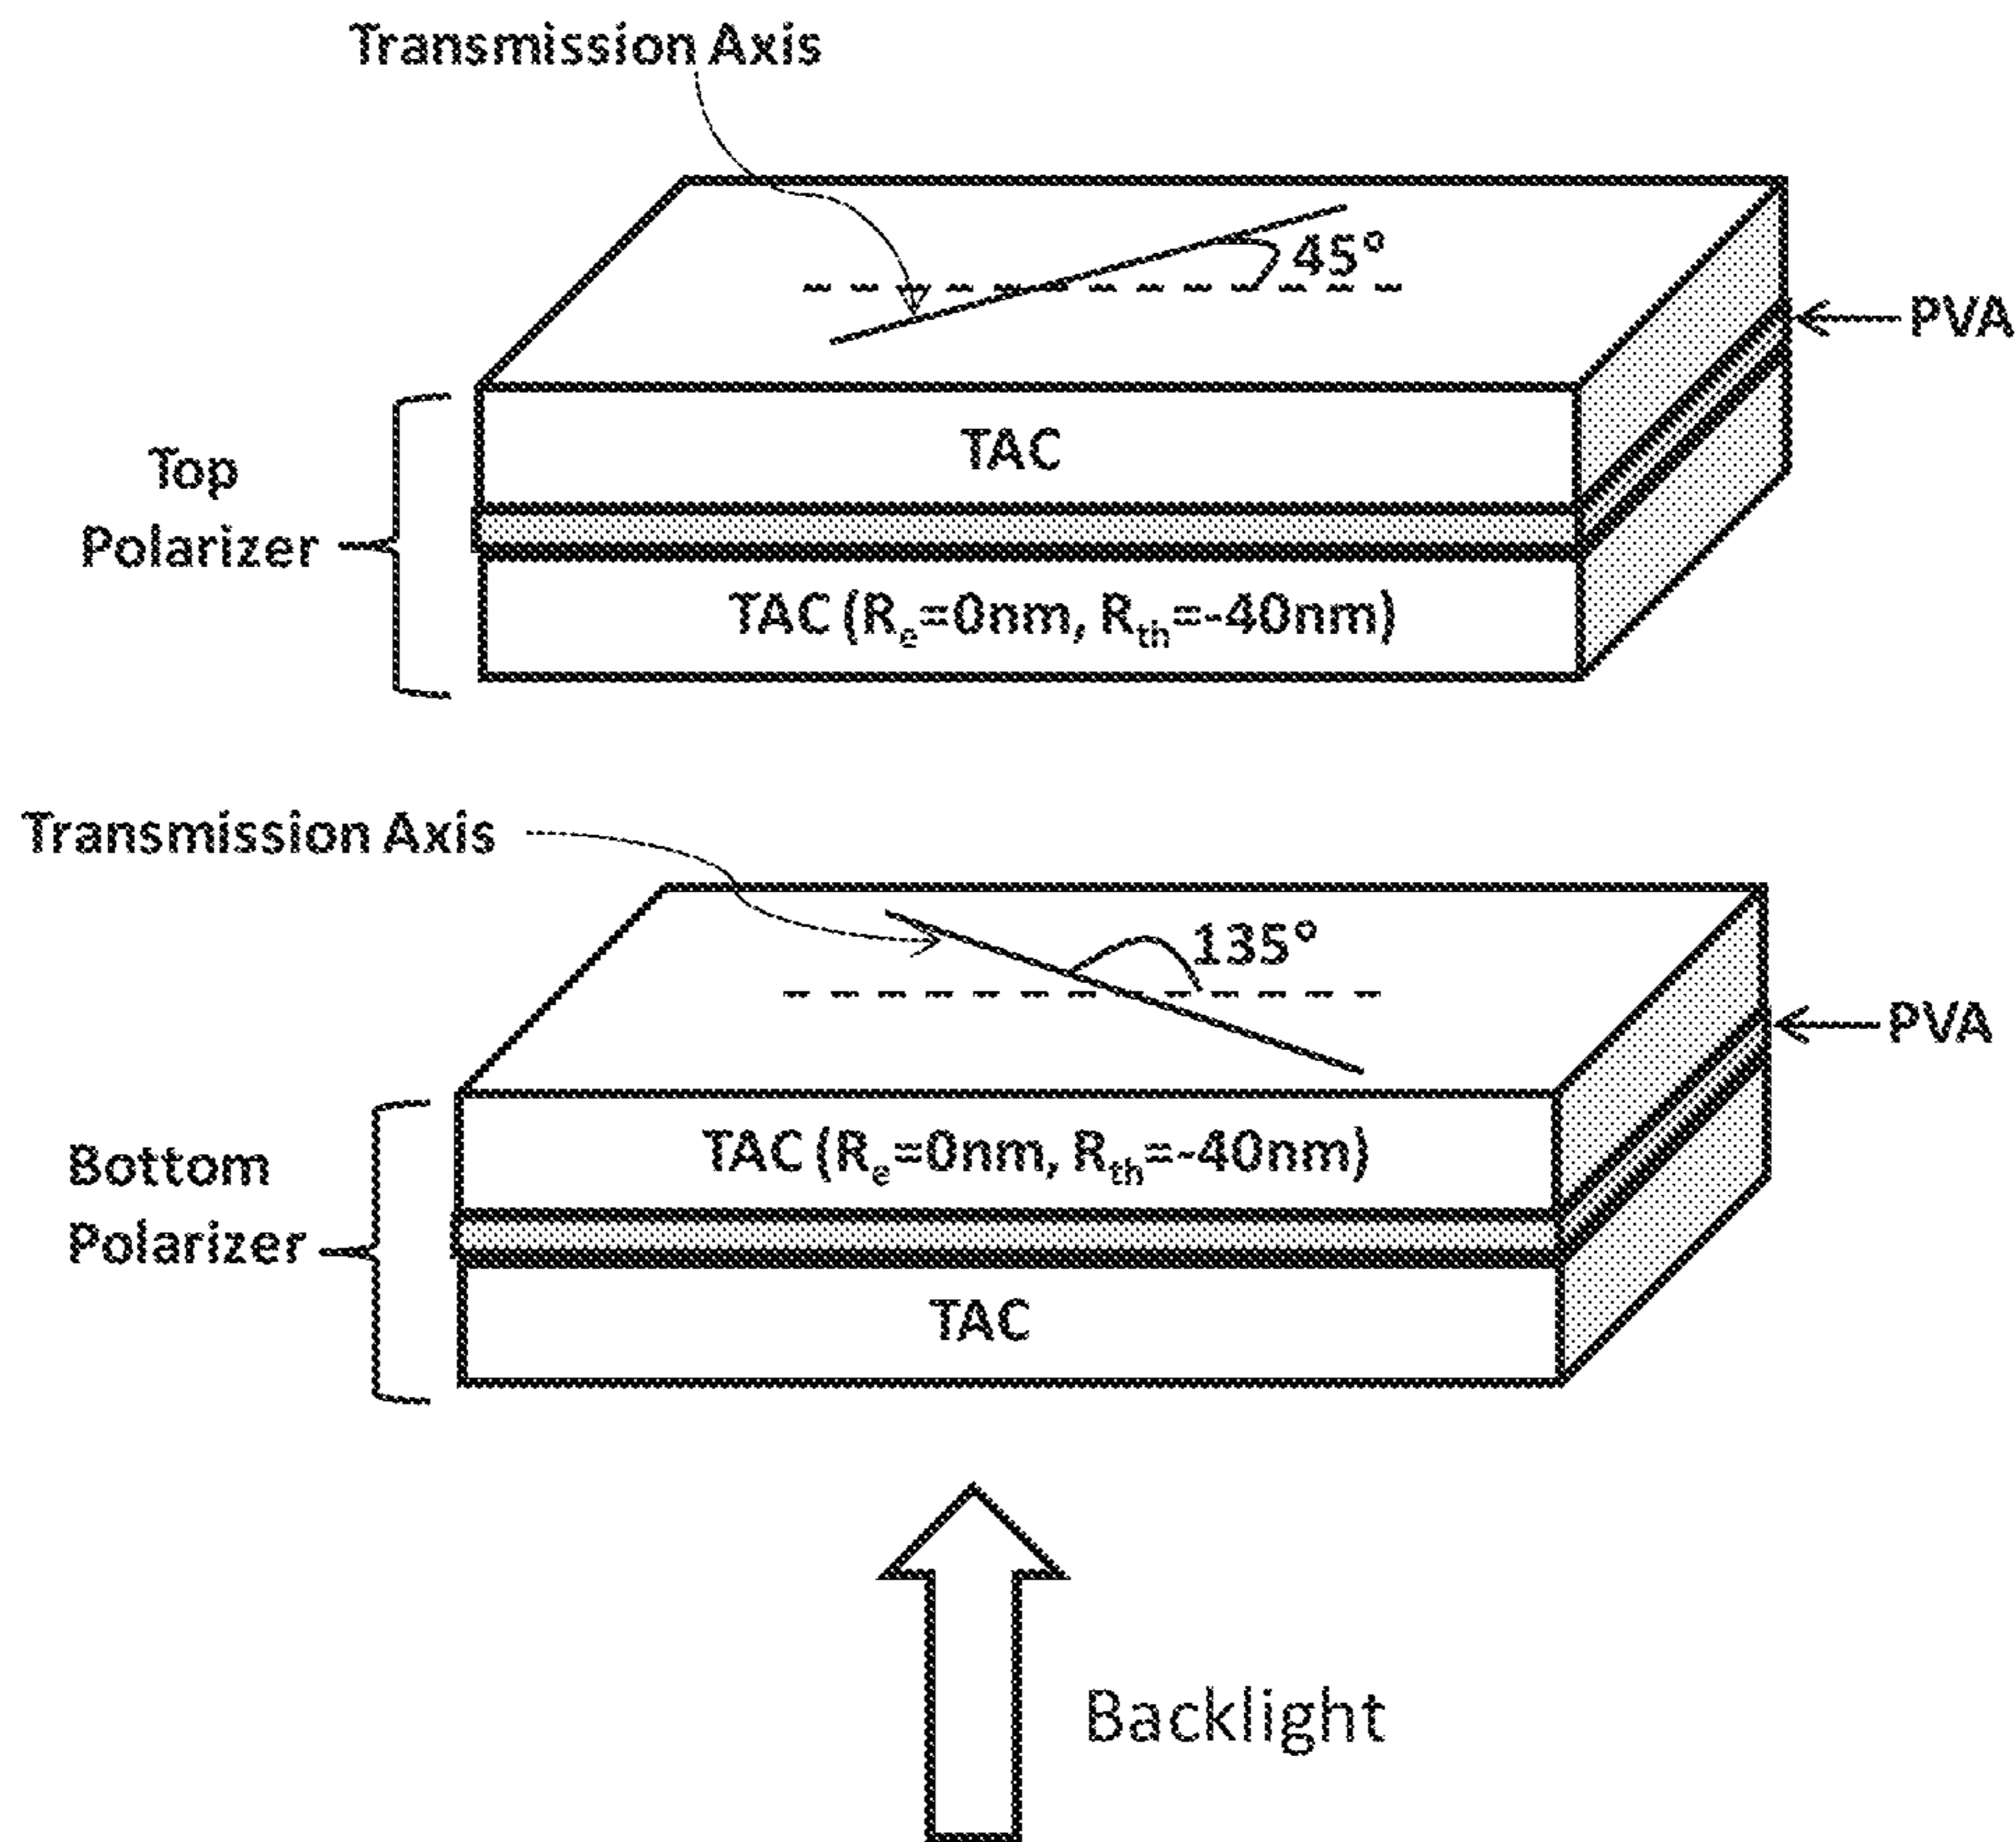 Transmission Axis
45°
PVA
TAC
Top
Polarizer
TAC (Re=0nm, Rth=-40nm)
Transmission Axis
135°
PVA
TAC (Re=0nm, Rth=-40nm)
Bottom
Polarizer
TAC
Backlight